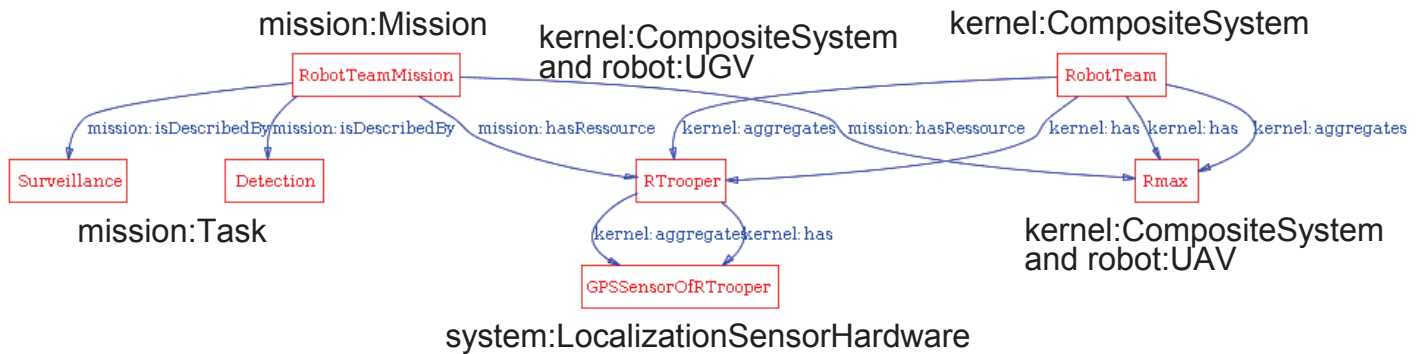 mission:Mission
kernel:CompositeSystem
and robot:UGV
kernel:CompositeSystem
RobotTeamMission
RobotTeam
mission:isDescribedBy
mission:isDescribedBy
mission:hasRessource
kernel:aggregates
mission:hasRessource
kernel:has
kernel:has
kernel:aggregates
Surveillance
Detection
RTrooper
Rmax
mission:Task
kernel:CompositeSystem
and robot:UAV
kernel:aggregates
kernel:has
GPSSensorOfRTrooper
system:LocalizationSensorHardware